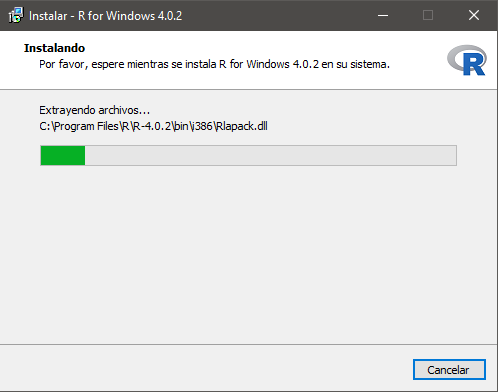 Instalar - R for Windows 4.0.2
Instalando
Por favor, espere mientras se instala R for Windows 4.0.2 en su sistema.
R
Extrayendo archivos...
C:\Program Files\R\R-4.0.2\bin\i386\Rlapack.dll
Cancelar